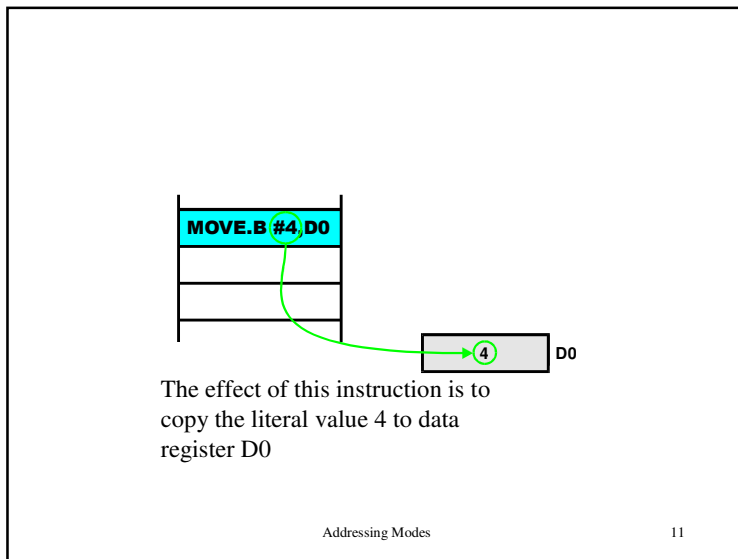 MOVE.B #4,D0
4
D0
The effect of this instruction is to
copy the literal value 4 to data
register D0
Addressing Modes
11